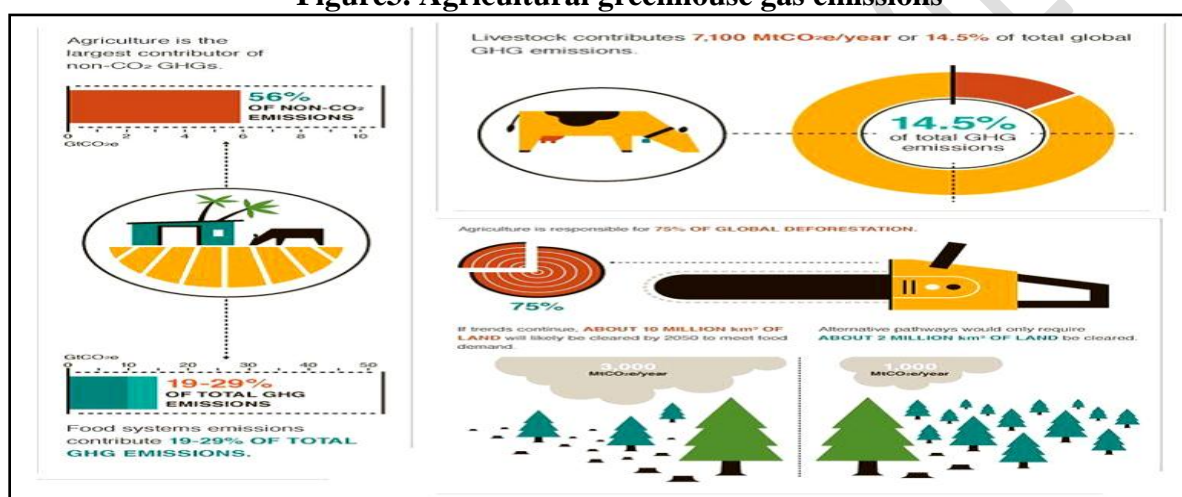 Figure3. Agricultural greenhouse gas emissions
Agriculture is the
largest contributor of
non-CO₂ GHGs.
56%
OF NON-CO₂
EMISSIONS
0 2 4 6 8 10
GtCO₂e
GtCO₂e
0 10 20 30 40 50
19-29%
OF TOTAL GHG
EMISSIONS
Food systems emissions
contribute 19-29% OF TOTAL
GHG EMISSIONS.
Livestock contributes 7,100 MtCO₂e/year or 14.5% of total global
GHG emissions.
14.5%
of total GHG
emissions
Agriculture is responsible for 75% OF GLOBAL DEFORESTATION.
75%
If trends continue, ABOUT 10 MILLION km² OF
LAND will likely be cleared by 2050 to meet food
demand.
3,000
MtCO₂e/year
Alternative pathways would only require
ABOUT 2 MILLION km² OF LAND be cleared.
1,000
MtCO₂e/year